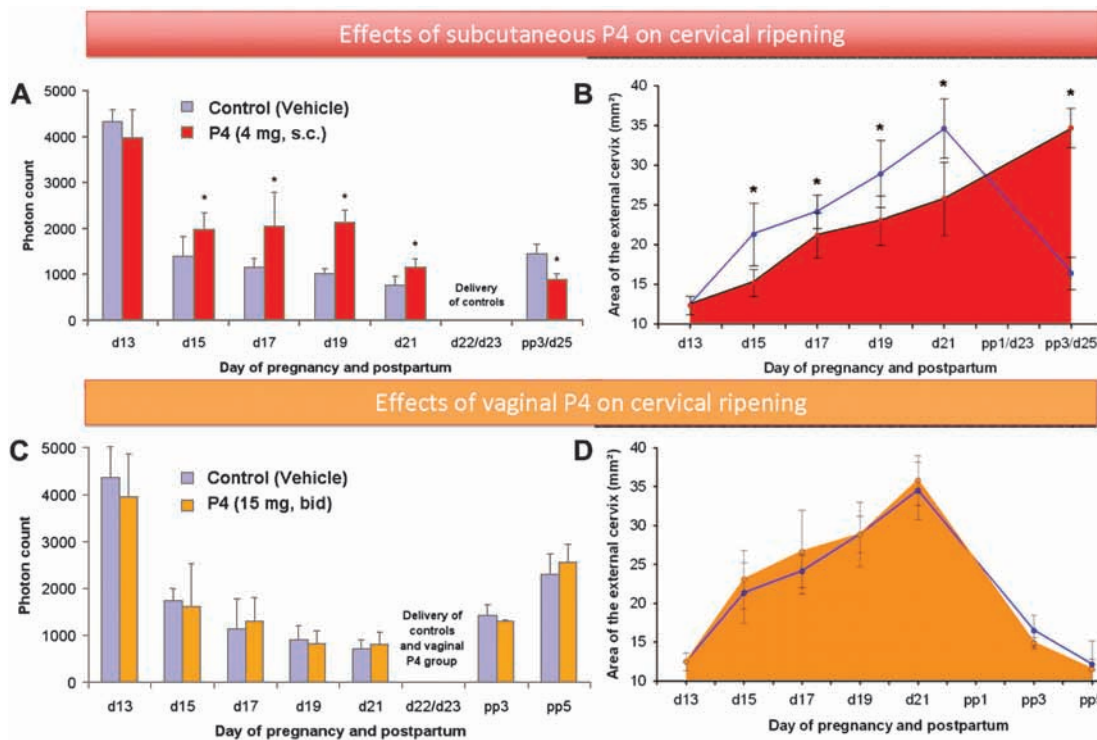 Effects of subcutaneous P4 on cervical ripening
A
5000
4000
3000
2000
1000
0
Photon count
Control (Vehicle)
P4 (4 mg, s.c.)
*
*
*
*
*
Delivery
of controls
d13 d15 d17 d19 d21 d22/d23 pp3/d25
Day of pregnancy and postpartum
B
40
35
30
25
20
15
10
Area of the external cervix (mm²)
*
*
*
*
*
d13 d15 d17 d19 d21 pp1/d23 pp3/d25
Day of pregnancy and postpartum
Effects of vaginal P4 on cervical ripening
C
5000
4000
3000
2000
1000
0
Photon count
Control (Vehicle)
P4 (15 mg, bid)
Delivery of
controls
and vaginal
P4 group
d13 d15 d17 d19 d21 d22/d23 pp3 pp5
Day of pregnancy and postpartum
D
40
35
30
25
20
15
10
Area of the external cervix (mm²)
d13 d15 d17 d19 d21 pp1 pp3
Day of pregnancy and postpartum